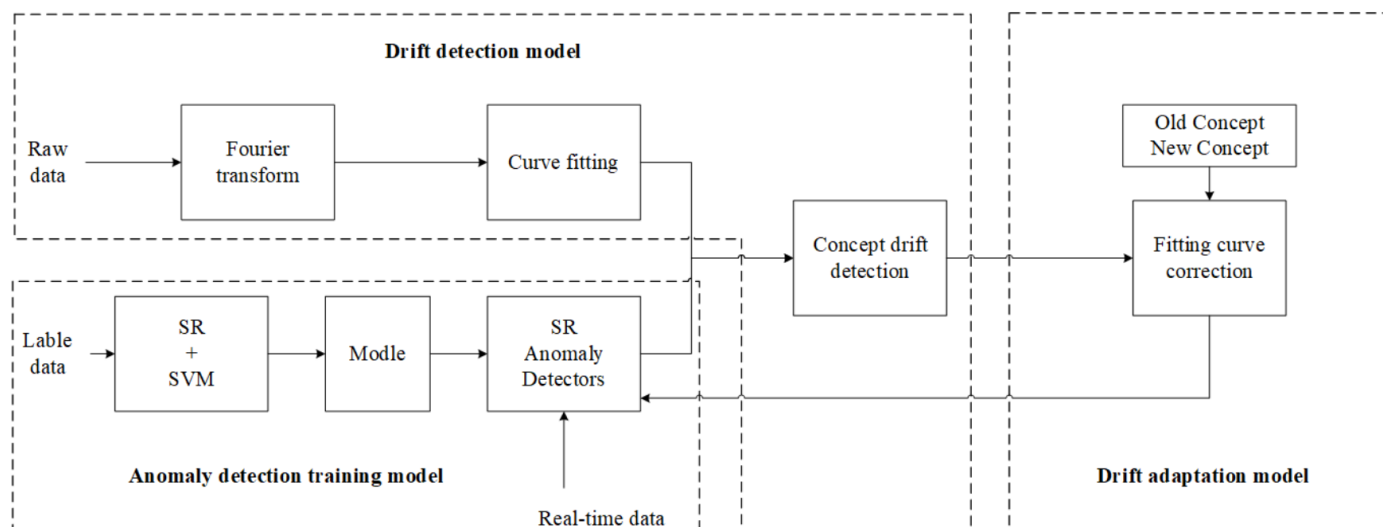 Drift detection model
Raw
data
Fourier
transform
Curve fitting
Old Concept
New Concept
Concept drift
detection
Fitting curve
correction
Lable
data
SR
+
SVM
Modle
SR
Anomaly
Detectors
Anomaly detection training model
Drift adaptation model
Real-time data